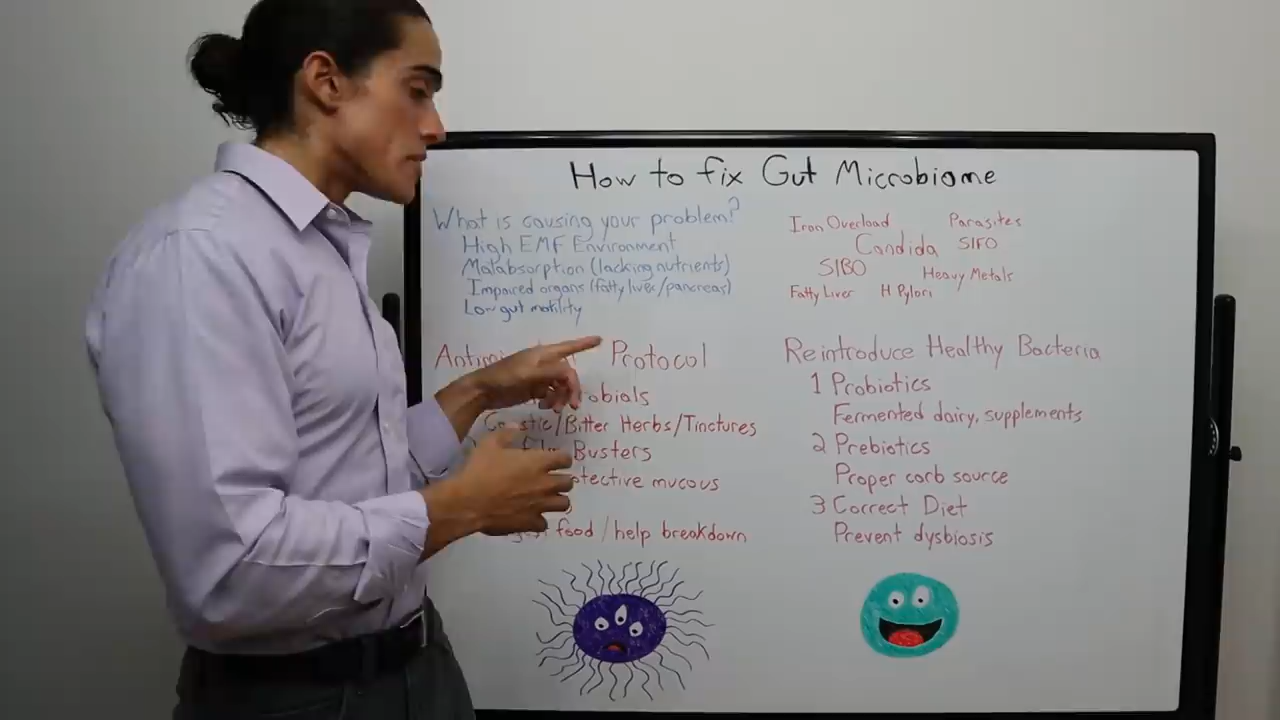 How to fix Gut Microbiome
What is causing your problem?
High EMF Environment
Malabsorption (lacking nutrients)
Impaired organs (fatty liver/pancreas)
Low gut motility
Iron Overload Parasites
Candida SIFO
SIBO Heavy Metals
Fatty Liver H Pylori
Protocol
/Bitter Herbs/Tinctures
Busters
mucous
food / help breakdown
Reintroduce Healthy Bacteria
1 Probiotics
Fermented dairy, supplements
2 Prebiotics
Proper carb source
3 Correct Diet
Prevent dysbiosis